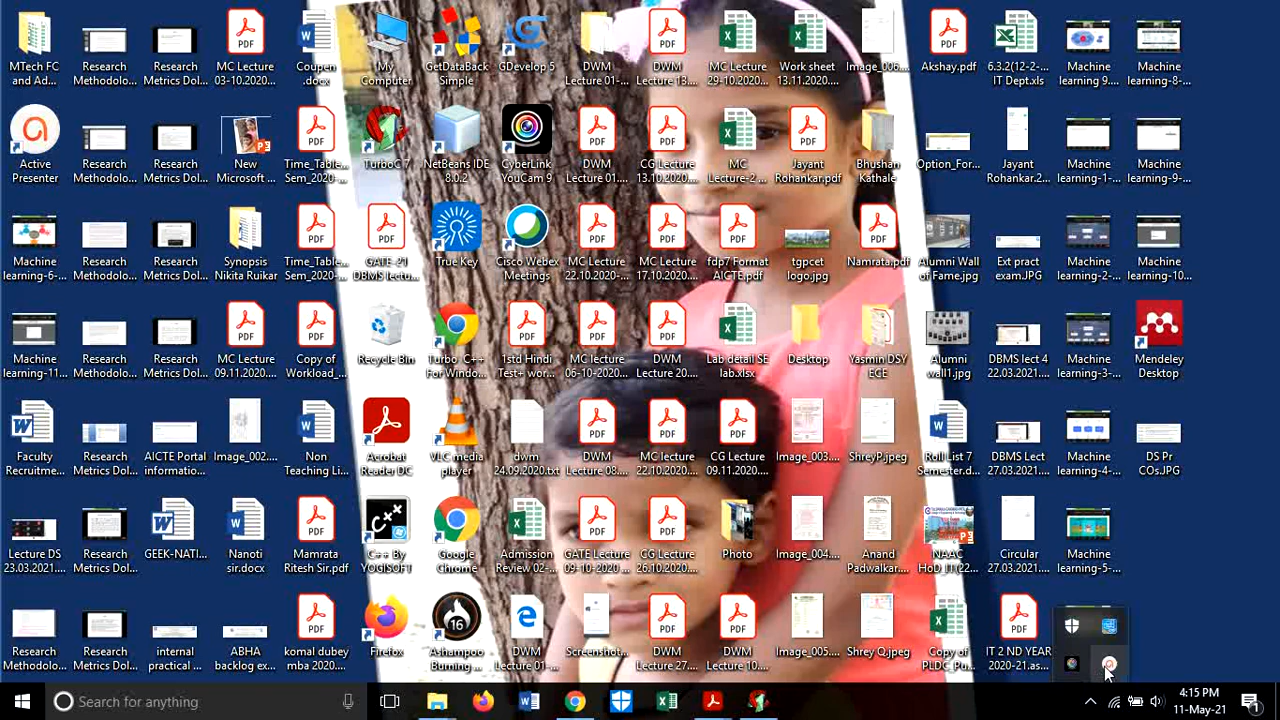 MTech FC
and.d...
Research
Methodolo...
Research
Metrics Dol...
MC Lecture
03-10.2020...
Coupen
.docx
My
Computer
GetDataBack
Simple
GDevelop 5
DWM
Lecture 01-...
DWM
Lecture 13....
MC Lecture
29-10.2020...
Work sheet
13.11.2020...
Image_006....
Akshay.pdf
6.3.2(12-2-...
IT Dept.xls
Machine
learning 9...
Machine
learning-8-...
Active
Presenter
Research
Methodolo...
Research
Metrics Dol...
New
Microsoft ...
Time_Table...
Sem_2020-...
TurboC 7
NetBeans IDE
8.0.2
CyberLink
YouCam 9
DWM
Lecture 01....
CG Lecture
13.10.2020....
MC
Lecture-2...
Jayant
Rohankar.pdf
Bhushan
Kathale
Option_For...
Jayant
Rohankar.2...
Machine
learning-1-...
Machine
learning-9-...
Machine
learning-6-...
Research
Methodolo...
Research
Metrics Dol...
Synopsis
Nikita Ruikar
Time_Table...
Sem_2020-...
GATE -21
DBMS lectu...
True Key
Cisco Webex
Meetings
MC Lecture
22.10.2020-...
MC Lecture
17.10.2020...
fdp7 Format
AICTE.pdf
tgpcet
logo.jpg
Namrata.pdf
Alumni Wall
of Fame.jpg
Ext pract
exam.JPG
Machine
learning-2-...
Machine
learning-10...
Machine
learning-11...
Research
Methodolo...
Research
Metrics Dol...
MC Lecture
09.11.2020...
Copy of
Workload_...
Recycle Bin
Turbo C++
For Windo...
1std Hindi
Test+ wor...
MC lecture
06-10-2020...
DWM
Lecture 20....
Lab detail SE
lab.xlsx
Desktop
Yasmin DSY
ECE
Alumni
wall1.jpg
DBMS lect 4
22.03.2021...
Machine
learning-3-...
Mendeley
Desktop
Faculty
Recruitme...
Research
Metrics Dol...
AICTE Portal
informatio...
Image_002....
Non
Teaching Li...
Acrobat
Reader DC
VLC media
player
dwm
24.09.2020.txt
DWM
Lecture 08....
MC lecture
22.10.2020...
CG Lecture
09.11.2020....
Image_003....
ShreyP.jpeg
Roll List 7
Semester.d...
DBMS Lect
27.03.2021...
Machine
learning-4-...
DS Pr
COs.JPG
Lecture DS
23.03.2021...
Research
Metrics Dol...
GEEK-NATI...
Nanoti
sir.docx
Mamrata
Ritesh Sir.pdf
C++ By
YOGISOFT
Google
Chrome
Admission
Review 02-...
GATE Lecture
09-10-2020...
CG Lecture
26.10.2020...
Photo
Image_004....
Anand
Padwalkar...
NAAC
HoD_11(22...
Circular
27.03.2021...
Machine
learning-5-...
Research
Methodolo...
Research
Metrics Dol...
internal
practical ...
ABHA
backlog ex...
komal dubey
mba 2020....
Firefox
Ashampoo
Burning ...
DWM
Lecture 01-...
Screenshot...
DWM
Lecture 27....
DWM
Lecture 10....
Image_005....
Shrey Q.jpeg
Copy of
PLDC_Pu...
IT 2 ND YEAR
2020-21.as...
Search for anything
4:15 PM
11-May-21